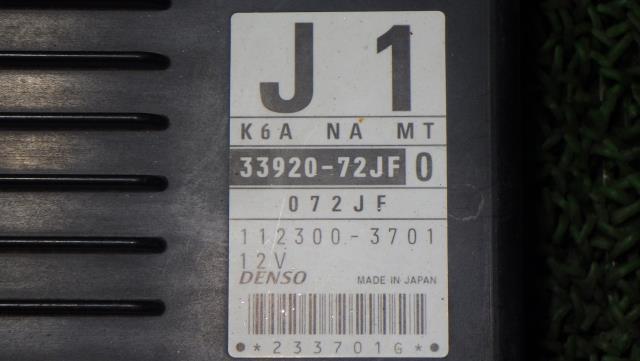 J 1
K6A NA MT
33920-72JF 0
072JF
112300-3701
12V
DENSO MADE IN JAPAN
*233701G*